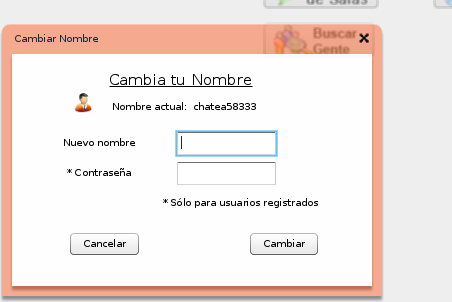 de Salas
Cambiar Nombre
Buscar
Gente
Cambia tu Nombre
Nombre actual: chatea58333
Nuevo nombre
* Contraseña
* Sólo para usuarios registrados
Cancelar
Cambiar